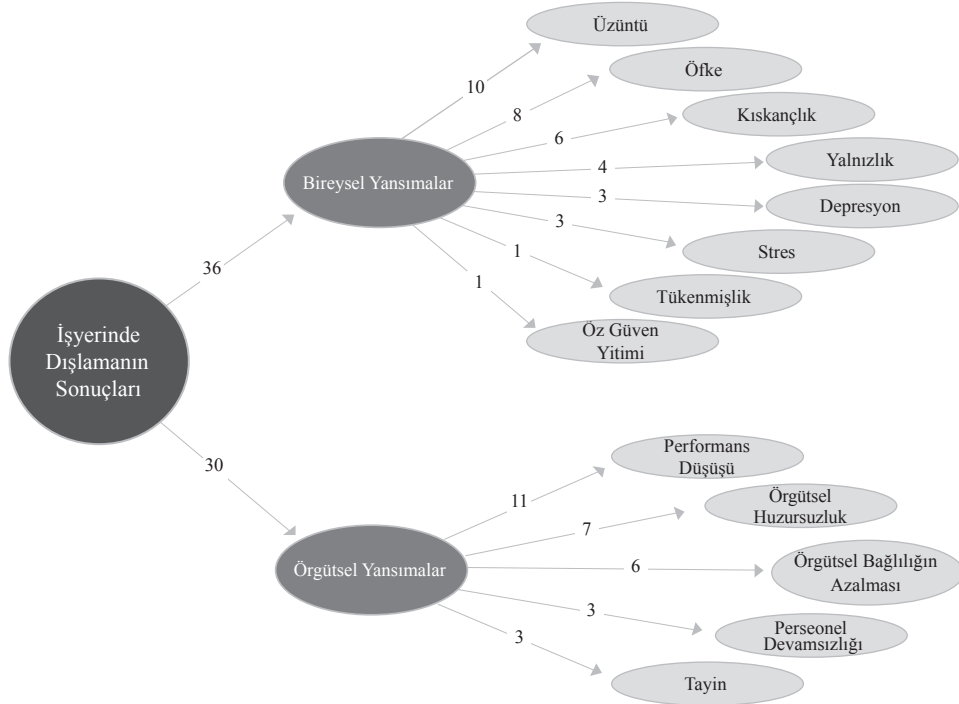 İşyerinde
Dışlamanın
Sonuçları
36
Bireysel Yansımalar
10
Üzüntü
8
Öfke
6
Kıskançlık
4
Yalnızlık
3
Depresyon
3
Stres
1
Tükenmişlik
1
Öz Güven
Yitimi
30
Örgütsel Yansımalar
11
Performans
Düşüşü
7
Örgütsel
Huzursuzluk
6
Örgütsel Bağlılığın
Azalması
3
Perseonel
Devamsızlığı
3
Tayin